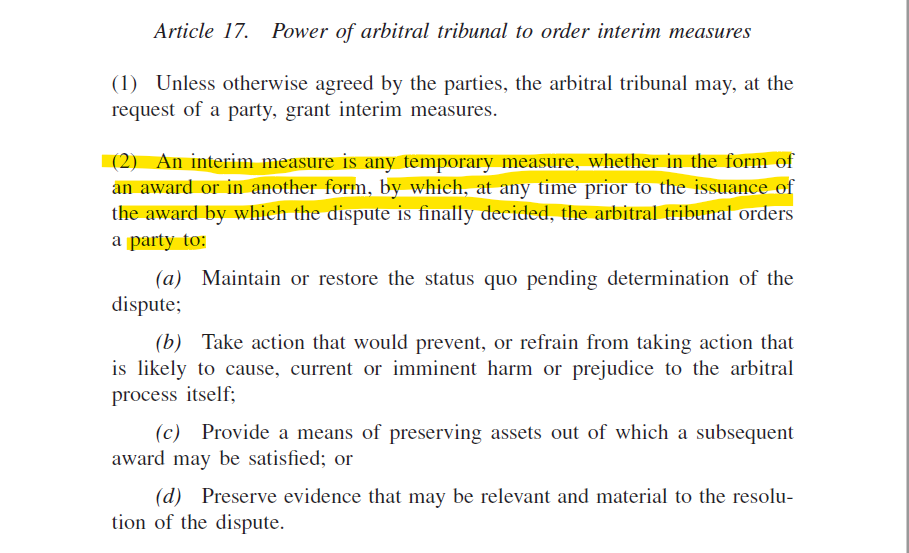 Article 17. Power of arbitral tribunal to order interim measures
(1) Unless otherwise agreed by the parties, the arbitral tribunal may, at the
request of a party, grant interim measures.
(2) An interim measure is any temporary measure, whether in the form of
an award or in another form, by which, at any time prior to the issuance of
the award by which the dispute is finally decided, the arbitral tribunal orders
a party to:
(a) Maintain or restore the status quo pending determination of the
dispute;
(b) Take action that would prevent, or refrain from taking action that
is likely to cause, current or imminent harm or prejudice to the arbitral
process itself;
(c) Provide a means of preserving assets out of which a subsequent
award may be satisfied; or
(d) Preserve evidence that may be relevant and material to the resolu-
tion of the dispute.